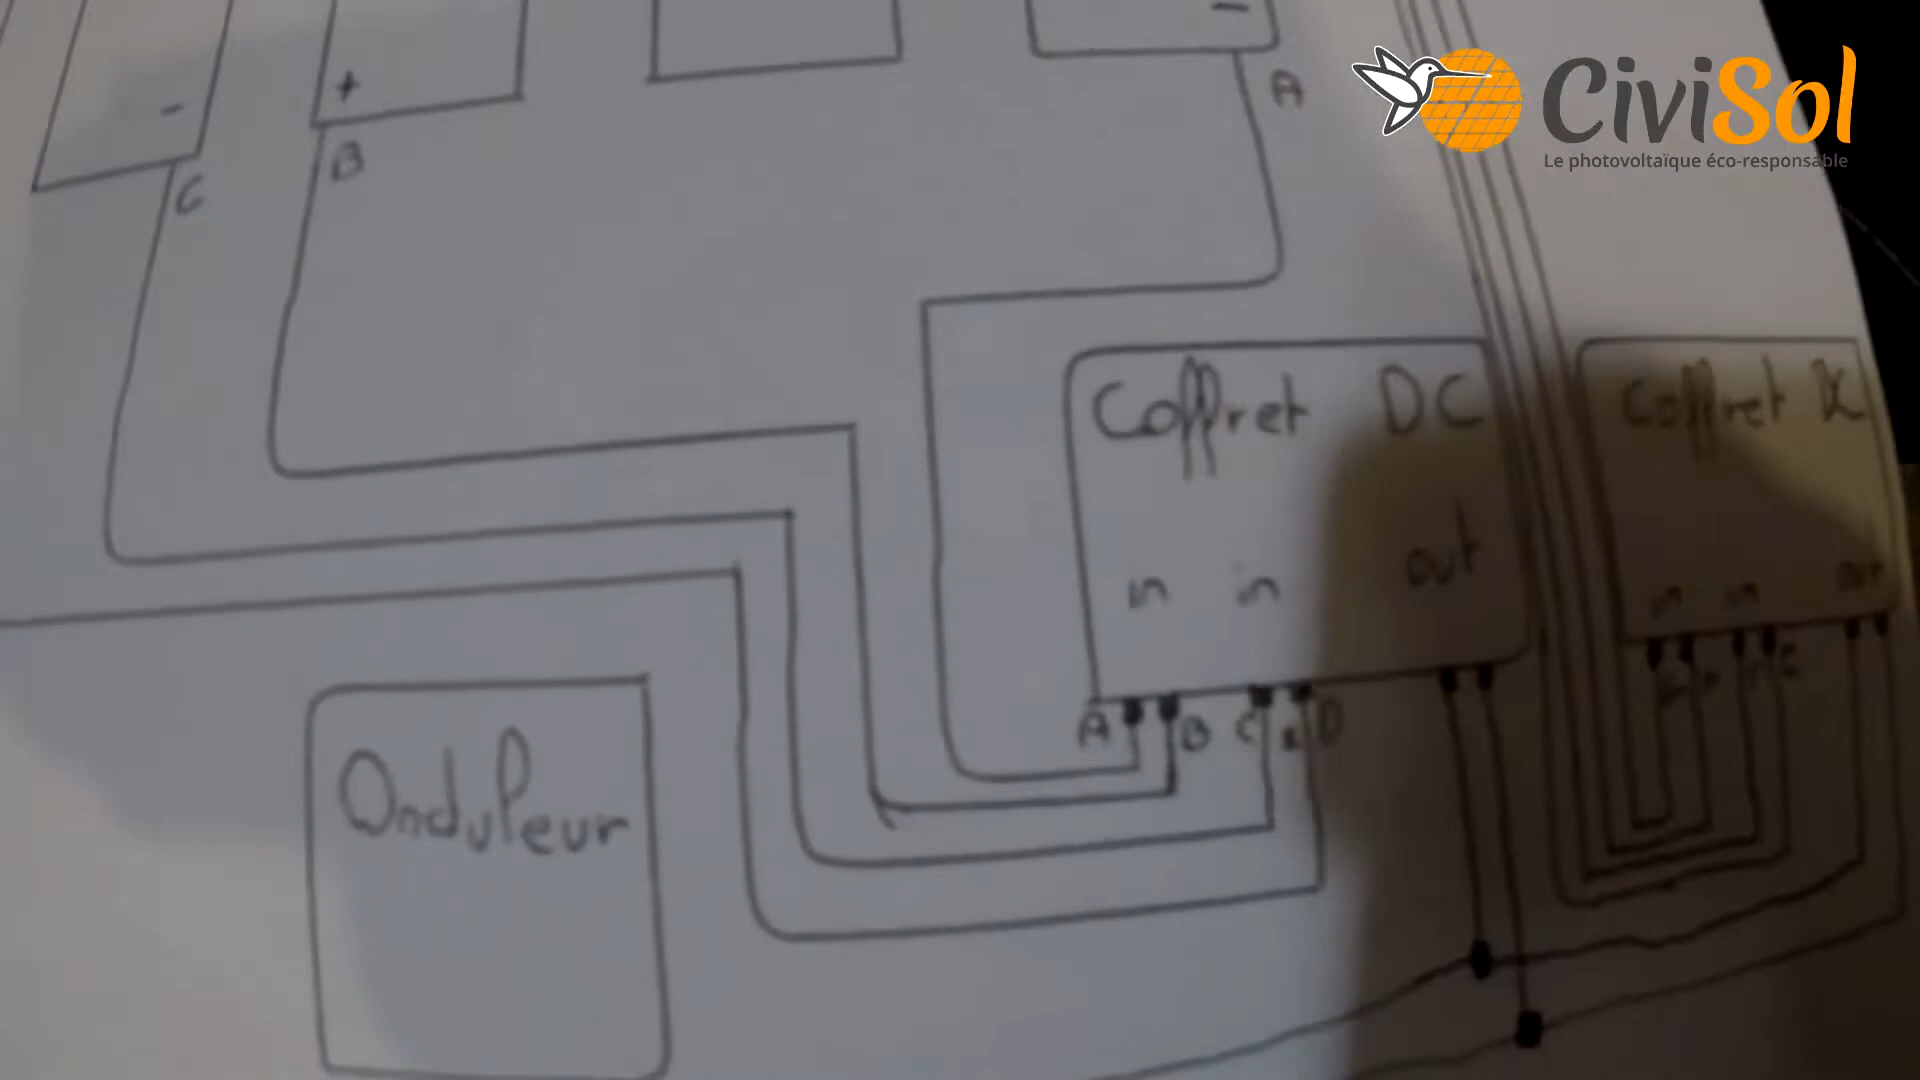 CiviSol
Le photovoltaïque éco-responsable
-
+
-
A
B
C
Coffret DC
in in out
A B C D
Coffret DC
in in out
Onduleur